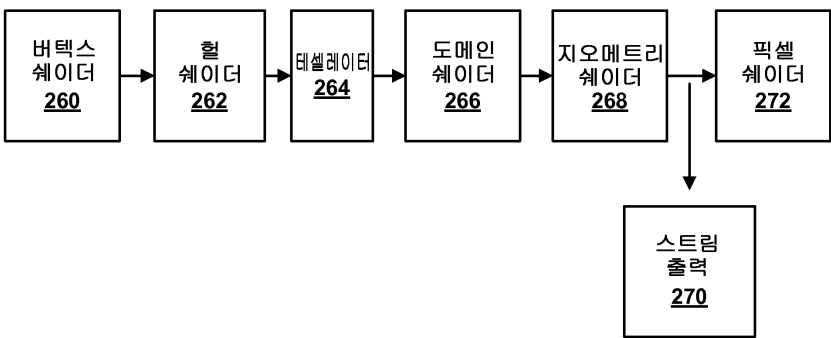 버텍스
쉐이더
260
헐
쉐이더
262
테셀레이터
264
도메인
쉐이더
266
지오메트리
쉐이더
268
픽셀
쉐이더
272
스트림
출력
270